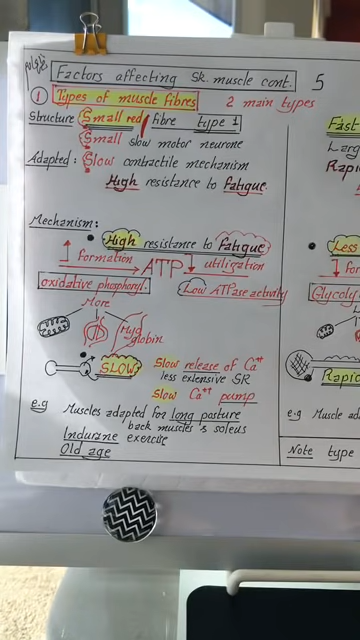 Factors affecting Sk. muscle cont. 5
1 Types of muscle fibres 2 main types
Structure Small red fibre type 1
Small slow motor neurone
Adapted: Slow contractile mechanism
High resistance to fatigue.
Mechanism:
High resistance to fatigue
↑ formation → ATP ↓ utilization
oxidative phosphoryl. Low ATPase activity
More
Myoglobin
SLOW Slow release of Ca++
less extensive SR
Slow Ca++ pump
e.g Muscles adapted for long posture
back muscles & soleus
Indurane exercise
Old age
Fast
Larg
Rapi
Less
↓ for
Glycoly
Rapid
e.g Muscle ada
Note type